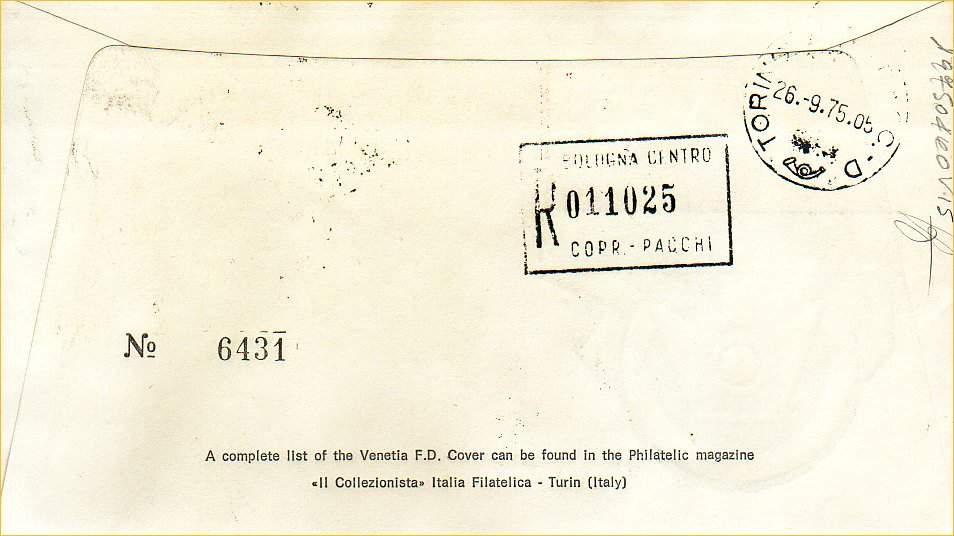 TORIN
26.-9.75.05
C.-D
BOLOGNA CENTRO
R 011025
COPR.-PACCHI
No 6431
A complete list of the Venetia F.D. Cover can be found in the Philatelic magazine
«Il Collezionista» Italia Filatelica - Turin (Italy)